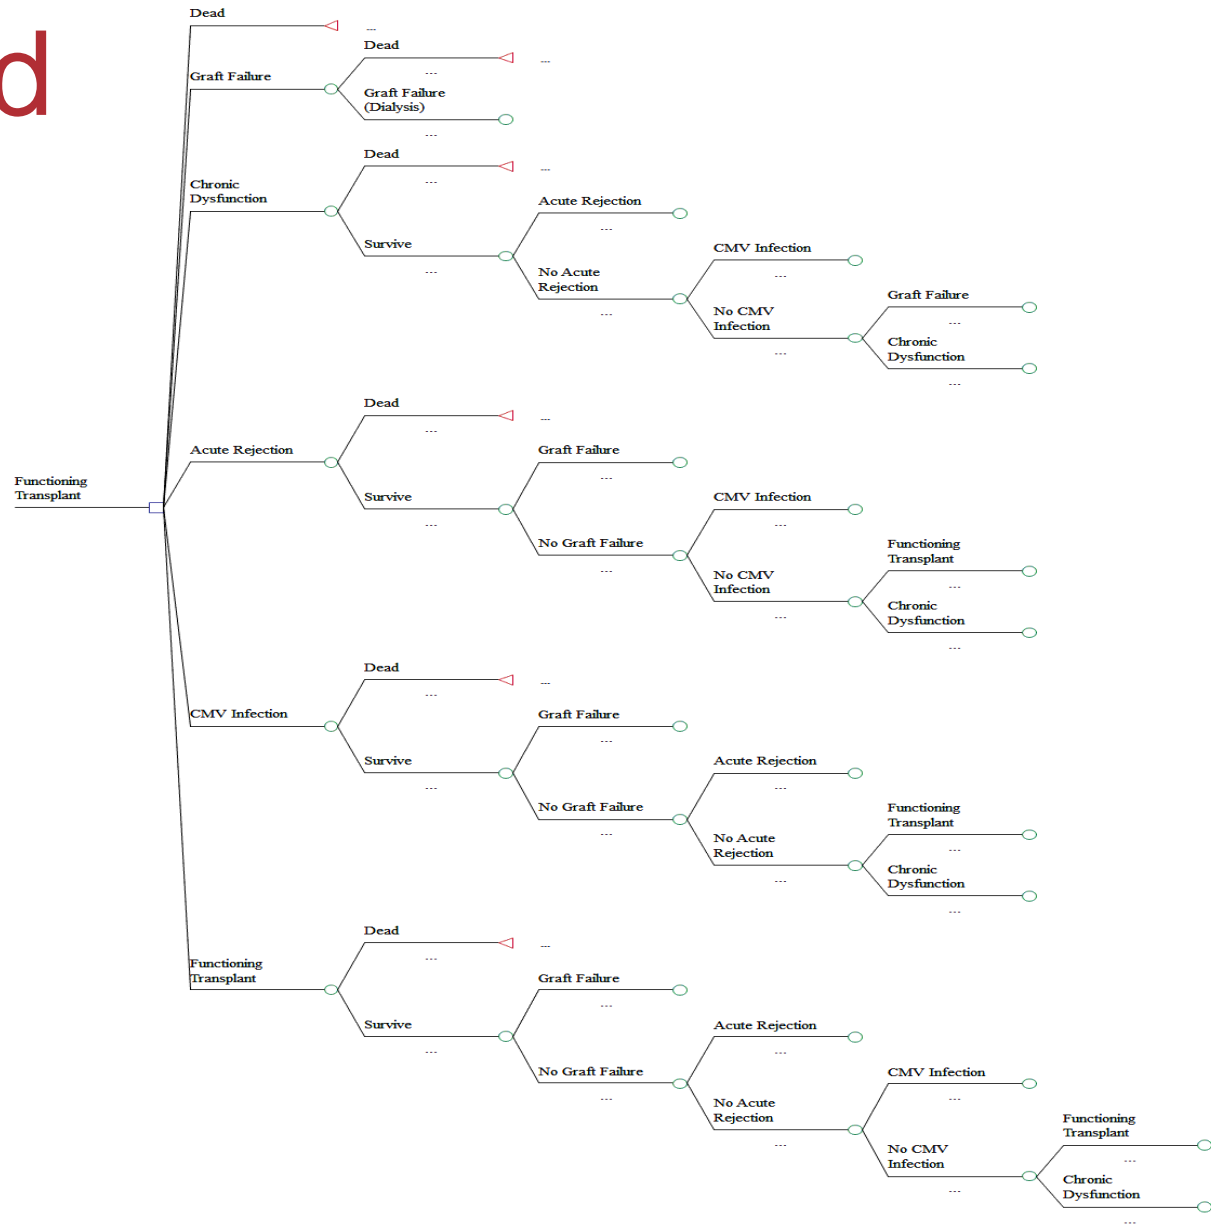 d
Dead
---
Dead
Graft Failure
---
---
Graft Failure
(Dialysis)
---
Dead
---
---
Chronic
Dysfunction
Acute Rejection
---
Survive
---
CMV Infection
---
No Acute
Rejection
---
Graft Failure
---
No CMV
Infection
---
Chronic
Dysfunction
---
Dead
---
---
Acute Rejection
Graft Failure
---
Functioning
Transplant
Survive
---
CMV Infection
---
No Graft Failure
---
Functioning
Transplant
---
No CMV
Infection
---
Chronic
Dysfunction
---
Dead
---
---
CMV Infection
Graft Failure
---
Survive
---
Acute Rejection
---
No Graft Failure
---
Functioning
Transplant
---
No Acute
Rejection
---
Chronic
Dysfunction
---
Dead
---
---
Functioning
Transplant
Graft Failure
---
Survive
---
Acute Rejection
---
No Graft Failure
---
CMV Infection
---
No Acute
Rejection
---
Functioning
Transplant
---
No CMV
Infection
---
Chronic
Dysfunction
---